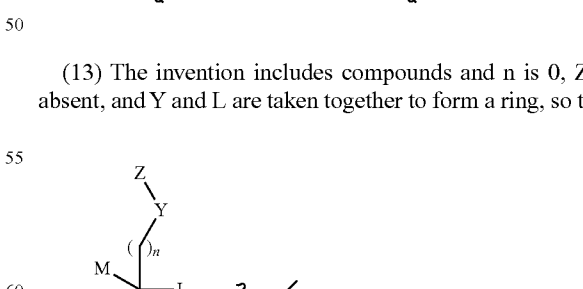 50
(13) The invention includes compounds and n is 0, Z
absent, and Y and L are taken together to form a ring, so t
55
Z
Y
( )n
M